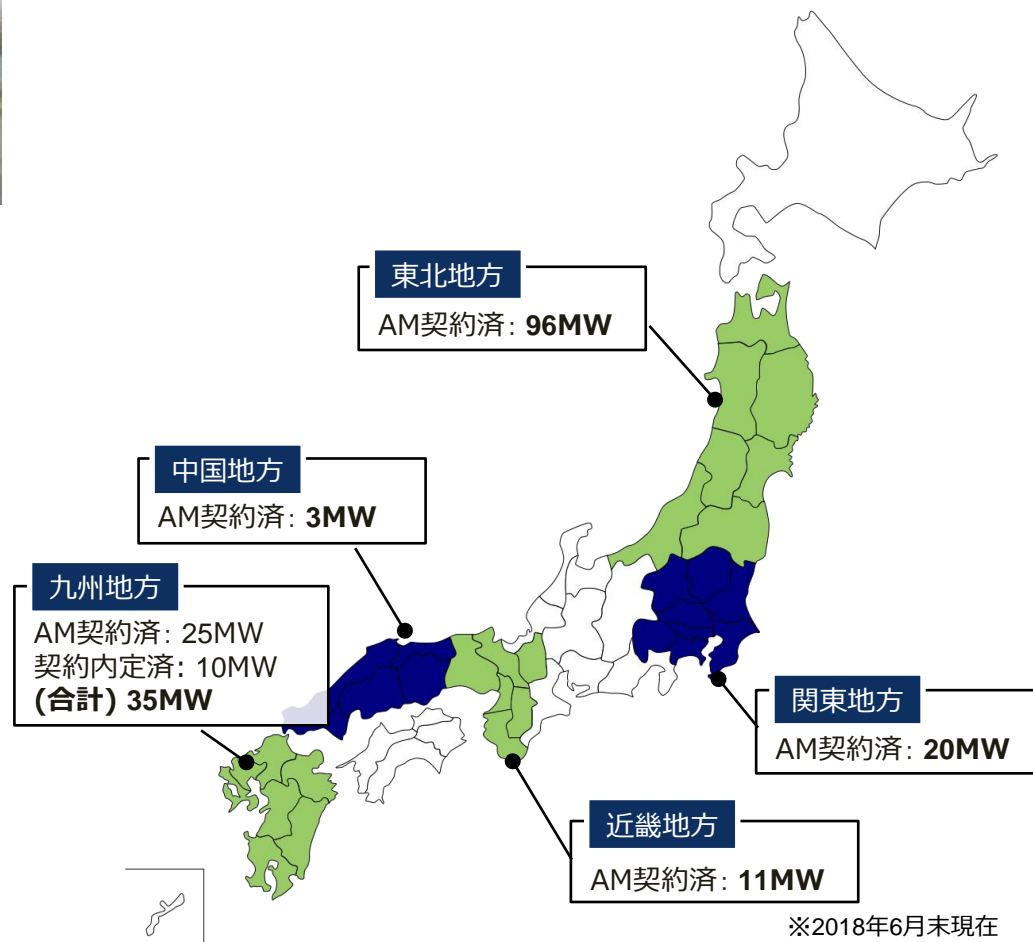 東北地方
AM契約済: 96MW
中国地方
AM契約済: 3MW
九州地方
AM契約済: 25MW
契約内定済: 10MW
(合計) 35MW
関東地方
AM契約済: 20MW
近畿地方
AM契約済: 11MW
※2018年6月末現在